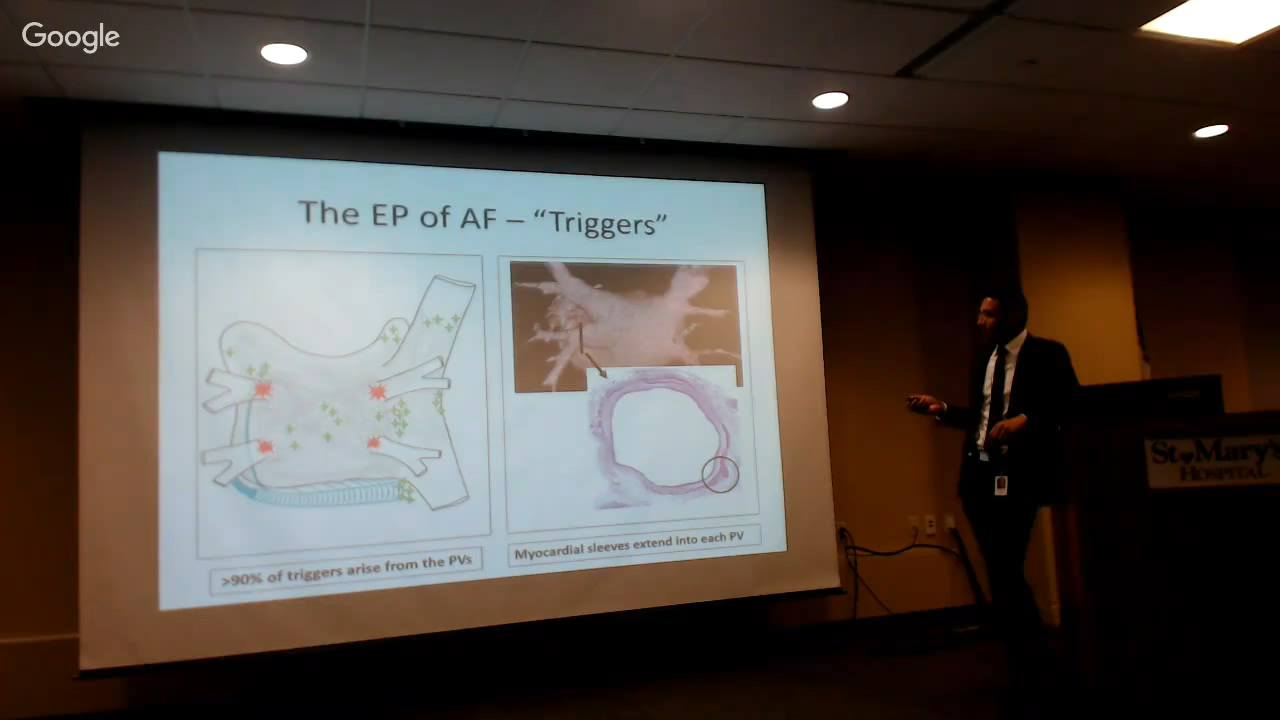 Google
The EP of AF – “Triggers”
>90% of triggers arise from the PVs
Myocardial sleeves extend into each PV
St Mary's
HOSPITAL